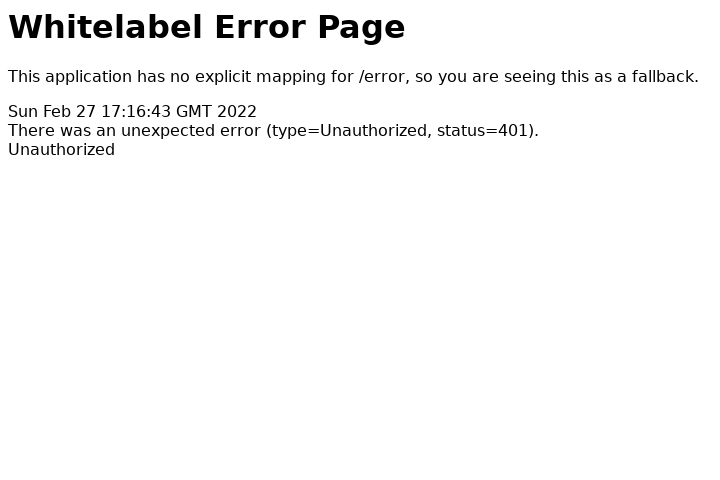 Whitelabel Error Page
This application has no explicit mapping for /error, so you are seeing this as a fallback.
Sun Feb 27 17:16:43 GMT 2022
There was an unexpected error (type=Unauthorized, status=401).
Unauthorized